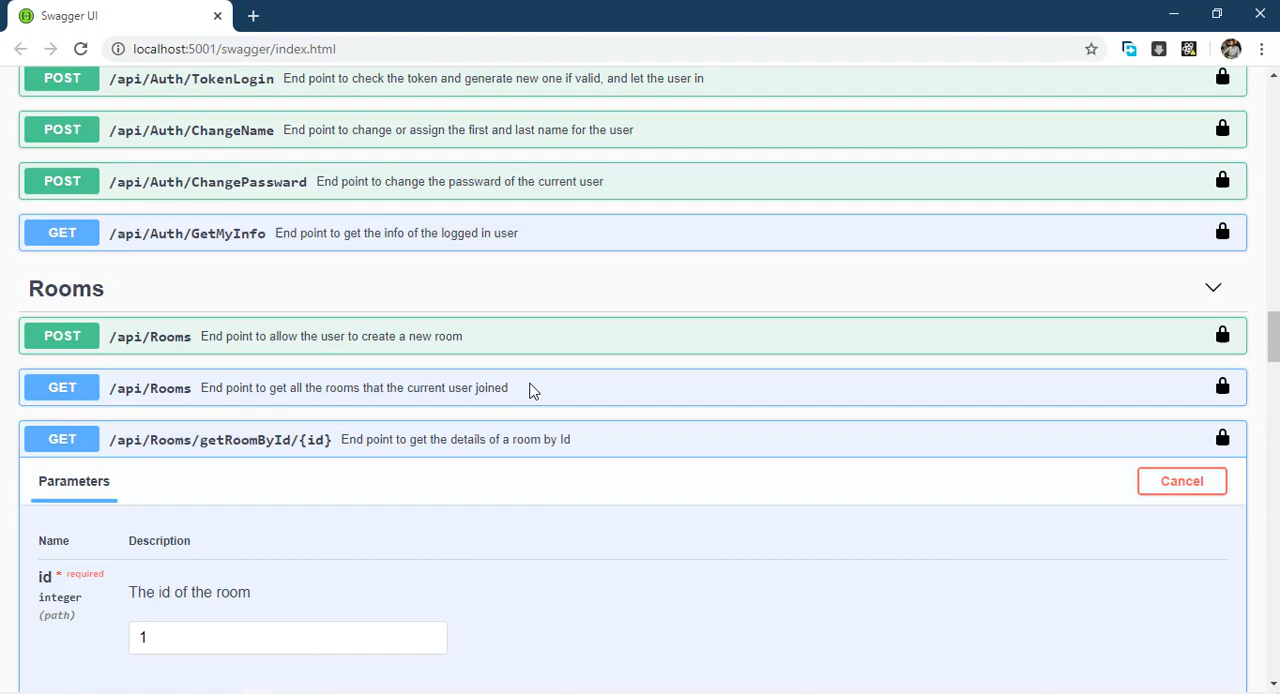 Swagger UI
localhost:5001/swagger/index.html
POST /api/Auth/TokenLogin End point to check the token and generate new one if valid, and let the user in
POST /api/Auth/ChangeName End point to change or assign the first and last name for the user
POST /api/Auth/ChangePassward End point to change the passward of the current user
GET /api/Auth/GetMyInfo End point to get the info of the logged in user
Rooms
POST /api/Rooms End point to allow the user to create a new room
GET /api/Rooms End point to get all the rooms that the current user joined
GET /api/Rooms/getRoomById/{id} End point to get the details of a room by Id
Parameters Cancel
Name Description
id * required
integer
(path)
The id of the room
1